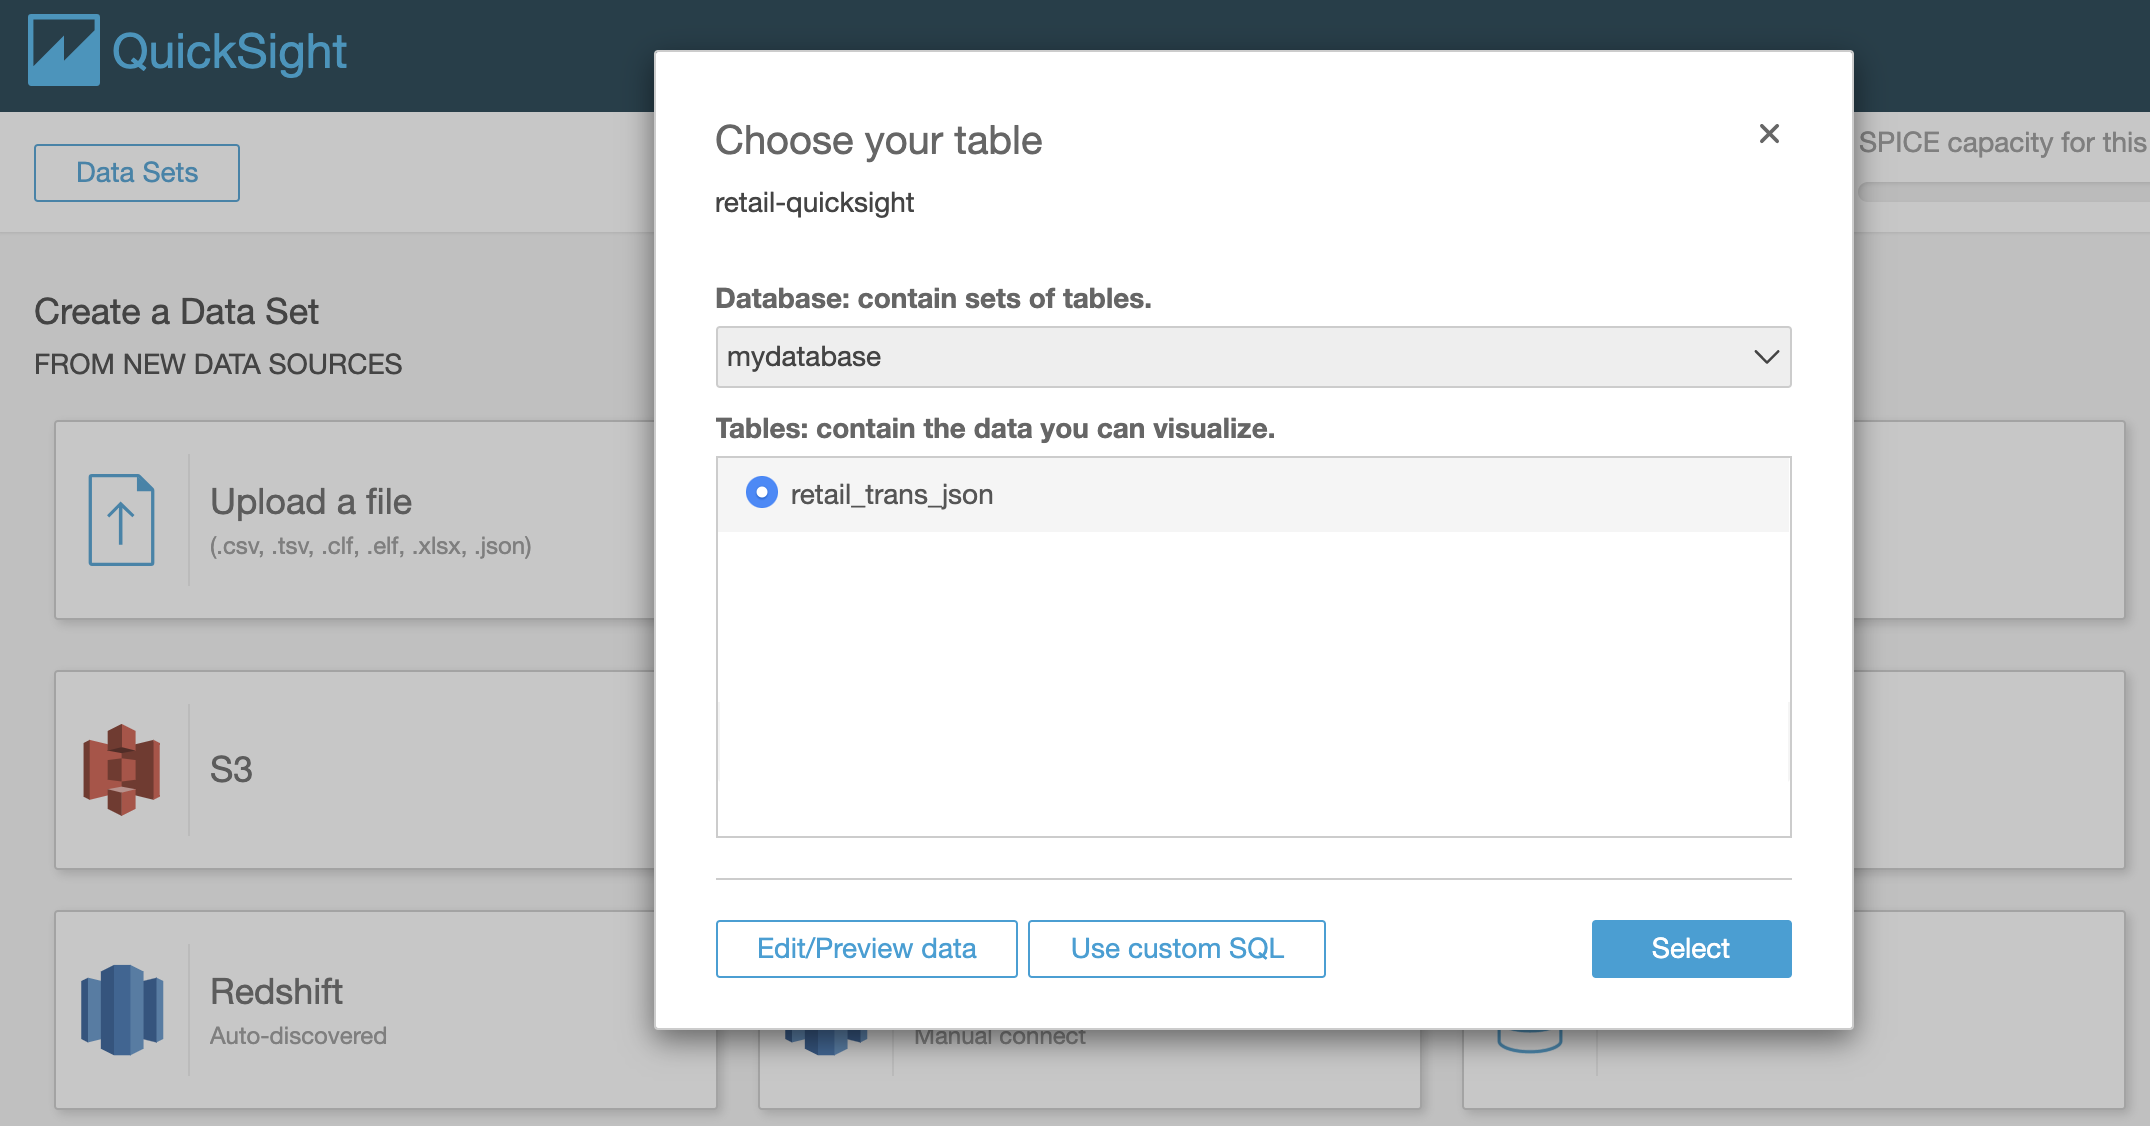 QuickSight
Data Sets
SPICE capacity for this
Create a Data Set
FROM NEW DATA SOURCES
Upload a file
(.csv, .tsv, .clf, .elf, .xlsx, .json)
S3
Redshift
Auto-discovered
Manual connect
Choose your table
retail-quicksight
Database: contain sets of tables.
mydatabase
Tables: contain the data you can visualize.
retail_trans_json
Edit/Preview data
Use custom SQL
Select